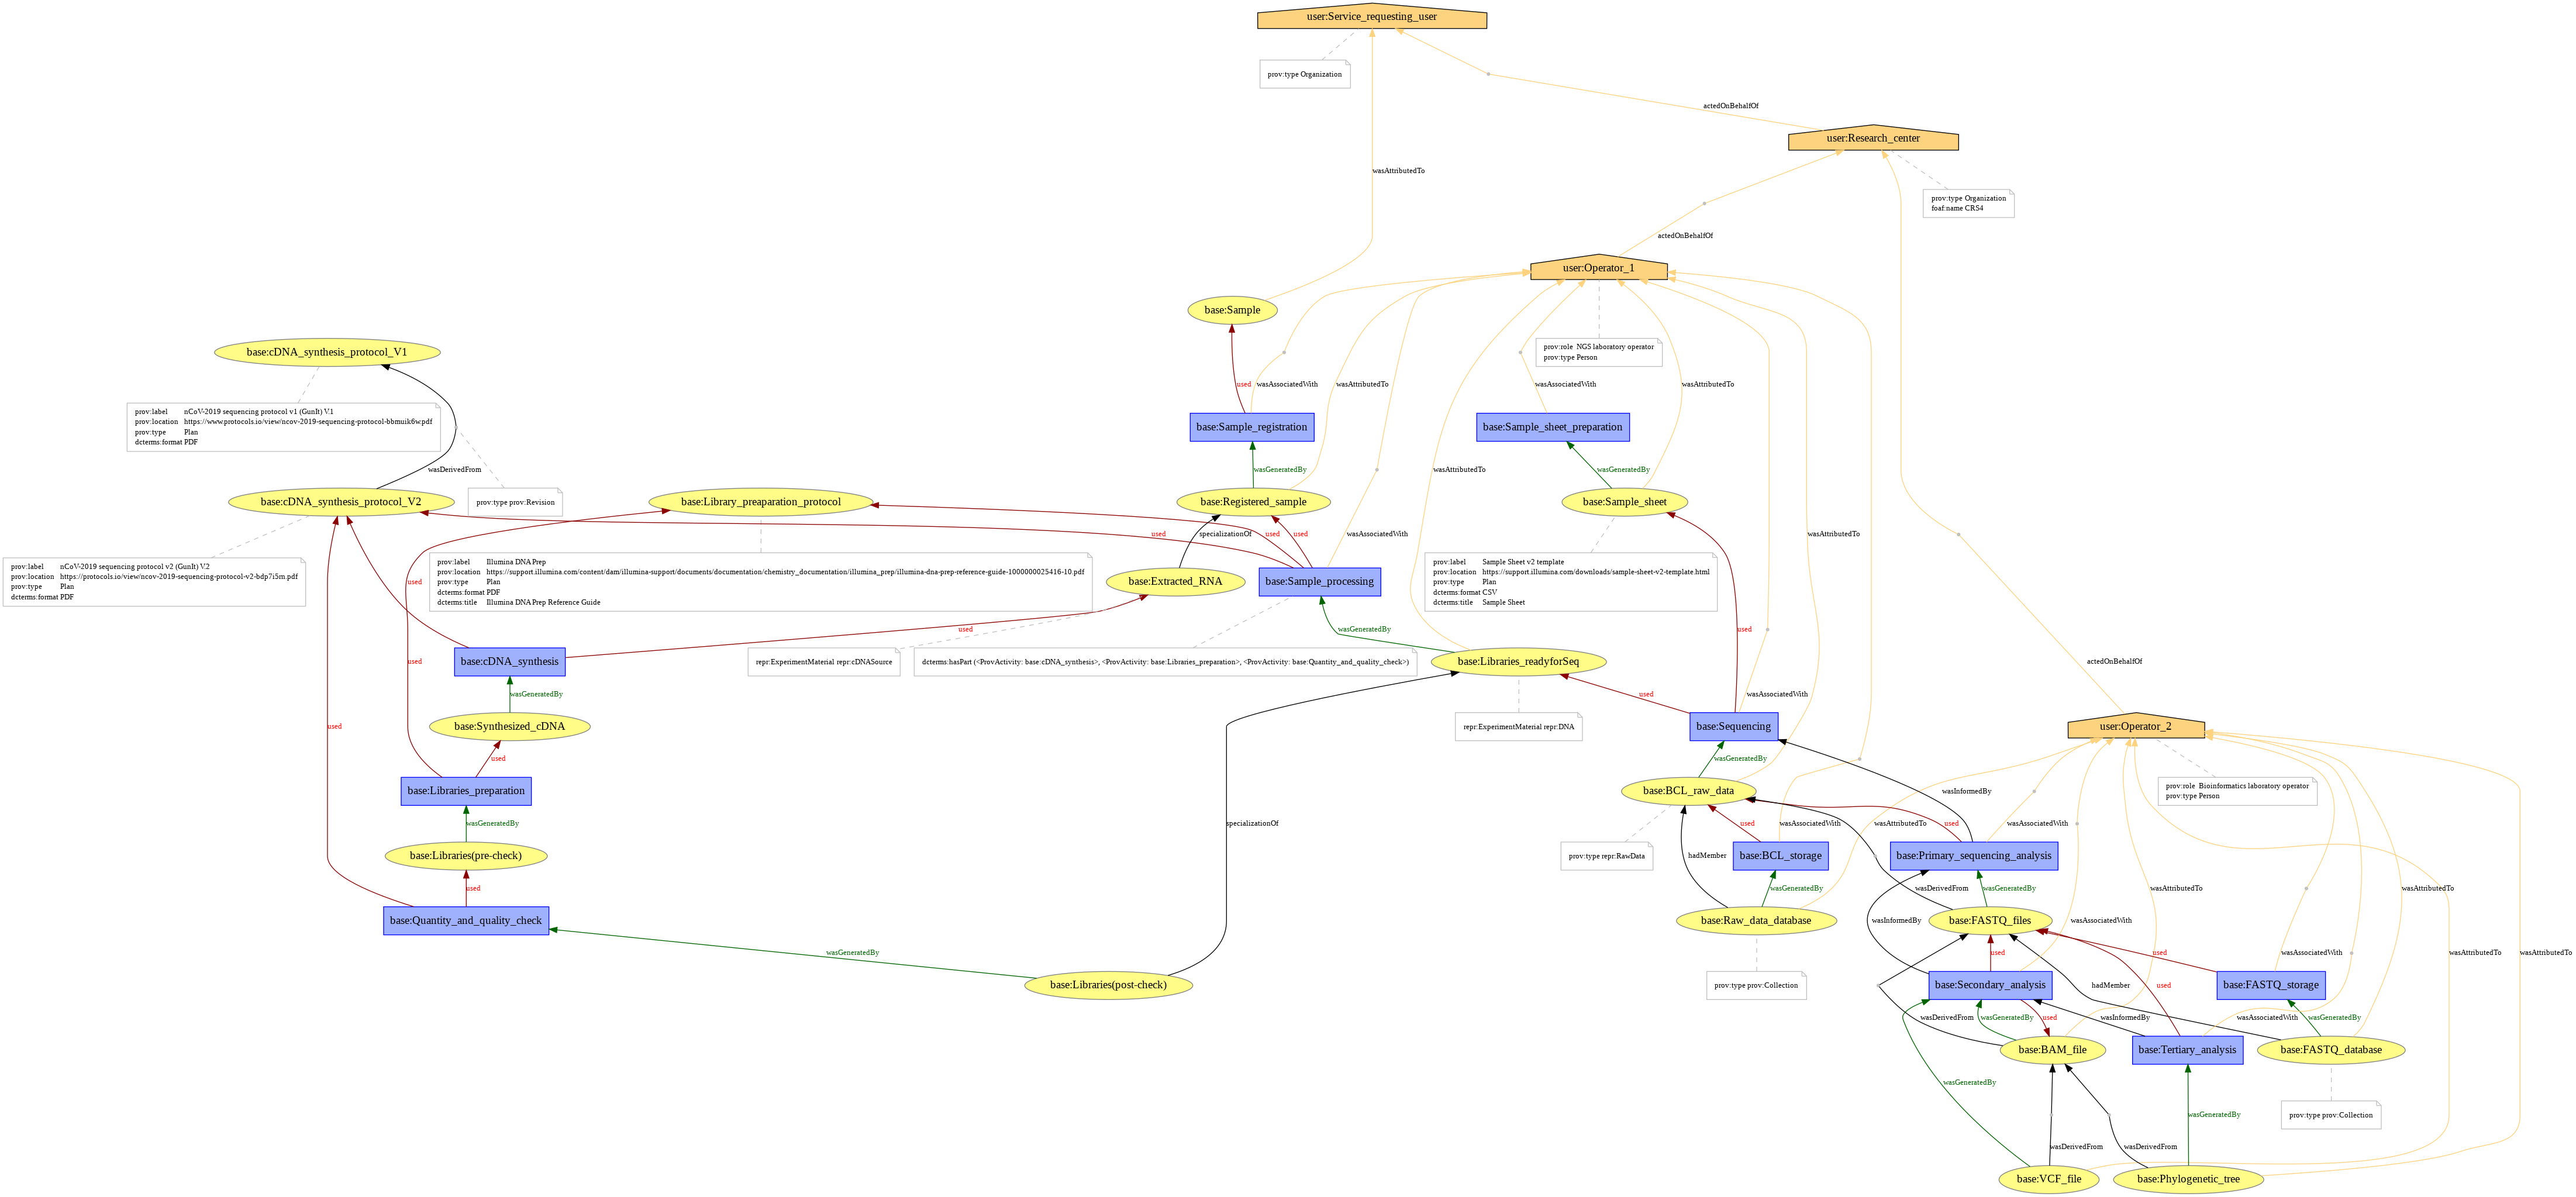 user:Service_requesting_user
prov:type Organization
actedOnBehalfOf
user:Research_center
wasAttributedTo
prov:type Organization
foaf:name CRS4
actedOnBehalfOf
user:Operator_1
base:Sample
prov:role NGS laboratory operator
prov:type Person
base:cDNA_synthesis_protocol_V1
used
wasAssociatedWith
wasAttributedTo
wasAssociatedWith
wasAttributedTo
prov:label nCoV-2019 sequencing protocol v1 (GunIt) V.1
prov:location https://www.protocols.io/view/ncov-2019-sequencing-protocol-bbmuik6w.pdf
prov:type Plan
dcterms:format PDF
base:Sample_registration
base:Sample_sheet_preparation
wasDerivedFrom
wasGeneratedBy
wasAttributedTo
wasGeneratedBy
base:cDNA_synthesis_protocol_V2
prov:type prov:Revision
base:Library_preaparation_protocol
base:Registered_sample
base:Sample_sheet
used
used
used
specializationOf
wasAssociatedWith
wasAttributedTo
prov:label nCoV-2019 sequencing protocol v2 (GunIt) V.2
prov:location https://protocols.io/view/ncov-2019-sequencing-protocol-v2-bdp7i5m.pdf
prov:type Plan
dcterms:format PDF
used
prov:label Illumina DNA Prep
prov:location https://support.illumina.com/content/dam/illumina-support/documents/documentation/chemistry_documentation/illumina_prep/illumina-dna-prep-reference-guide-1000000025416-10.pdf
prov:type Plan
dcterms:format PDF
dcterms:title Illumina DNA Prep Reference Guide
base:Extracted_RNA
base:Sample_processing
prov:label Sample Sheet v2 template
prov:location https://support.illumina.com/downloads/sample-sheet-v2-template.html
prov:type Plan
dcterms:format CSV
dcterms:title Sample Sheet
used
wasGeneratedBy
used
base:cDNA_synthesis
used
repr:ExperimentMaterial repr:cDNASource
dcterms:hasPart (<ProvActivity: base:cDNA_synthesis>, <ProvActivity: base:Libraries_preparation>, <ProvActivity: base:Quantity_and_quality_check>)
base:Libraries_readyforSeq
actedOnBehalfOf
wasGeneratedBy
used
wasAssociatedWith
used
base:Synthesized_cDNA
repr:ExperimentMaterial repr:DNA
base:Sequencing
user:Operator_2
used
wasGeneratedBy
base:Libraries_preparation
base:BCL_raw_data
wasInformedBy
prov:role Bioinformatics laboratory operator
prov:type Person
wasGeneratedBy
specializationOf
used
wasAssociatedWith
wasAttributedTo
used
wasAssociatedWith
base:Libraries(pre-check)
prov:type repr:RawData
hadMember
base:BCL_storage
base:Primary_sequencing_analysis
used
wasGeneratedBy
wasDerivedFrom
wasGeneratedBy
wasAttributedTo
wasAttributedTo
base:Quantity_and_quality_check
base:Raw_data_database
wasInformedBy
base:FASTQ_files
wasAssociatedWith
wasGeneratedBy
used
used
wasAssociatedWith
wasAttributedTo
wasAttributedTo
base:Libraries(post-check)
prov:type prov:Collection
base:Secondary_analysis
hadMember
used
base:FASTQ_storage
wasDerivedFrom
wasGeneratedBy
used
wasInformedBy
wasAssociatedWith
wasGeneratedBy
base:BAM_file
base:Tertiary_analysis
base:FASTQ_database
wasGeneratedBy
wasGeneratedBy
prov:type prov:Collection
wasDerivedFrom
wasDerivedFrom
base:VCF_file
base:Phylogenetic_tree